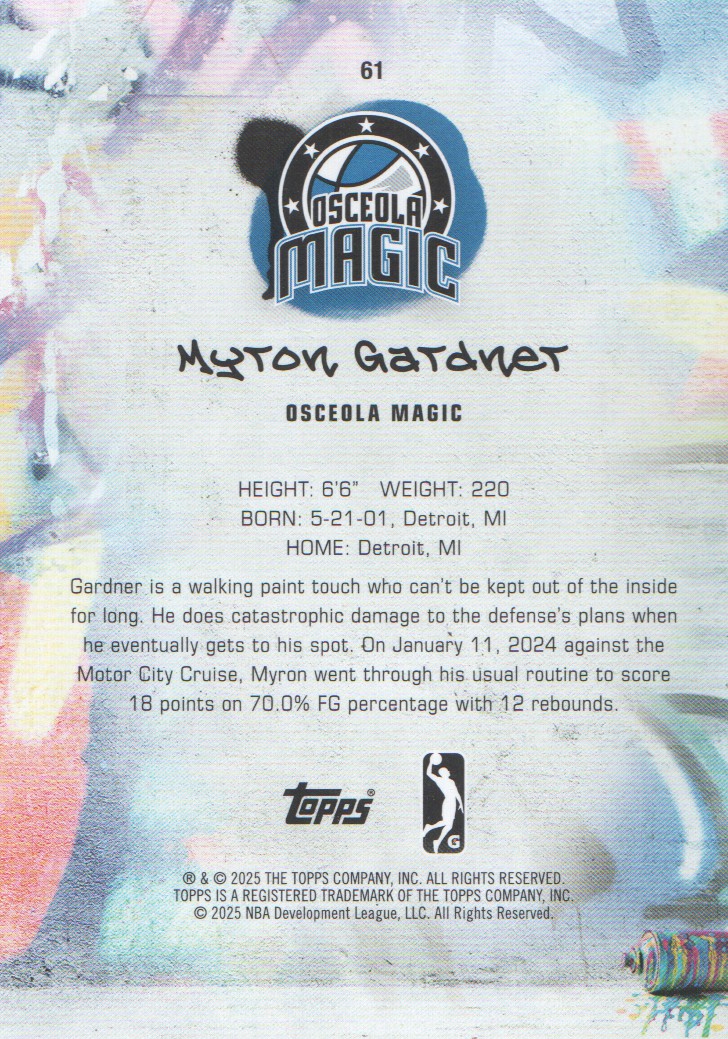 61
OSCEOLA
MAGIC
Myron Gardner
OSCEOLA MAGIC
HEIGHT: 6'6" WEIGHT: 220
BORN: 5-21-01, Detroit, MI
HOME: Detroit, MI
Gardner is a walking paint touch who can't be kept out of the inside
for long. He does catastrophic damage to the defense's plans when
he eventually gets to his spot. On January 11, 2024 against the
Motor City Cruise, Myron went through his usual routine to score
18 points on 70.0% FG percentage with 12 rebounds.
Topps®
G
® & © 2025 THE TOPPS COMPANY, INC. ALL RIGHTS RESERVED.
TOPPS IS A REGISTERED TRADEMARK OF THE TOPPS COMPANY, INC.
© 2025 NBA Development League, LLC. All Rights Reserved.